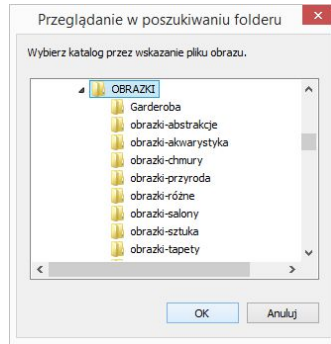 Przeglądanie w poszukiwaniu folderu
Wybierz katalog przez wskazanie pliku obrazu.
OBRAZKI
Garderoba
obrazki-abstrakcje
obrazki-akwarystyka
obrazki-chmury
obrazki-przyroda
obrazki-różne
obrazki-salony
obrazki-sztuka
obrazki-tapety
OK
Anuluj